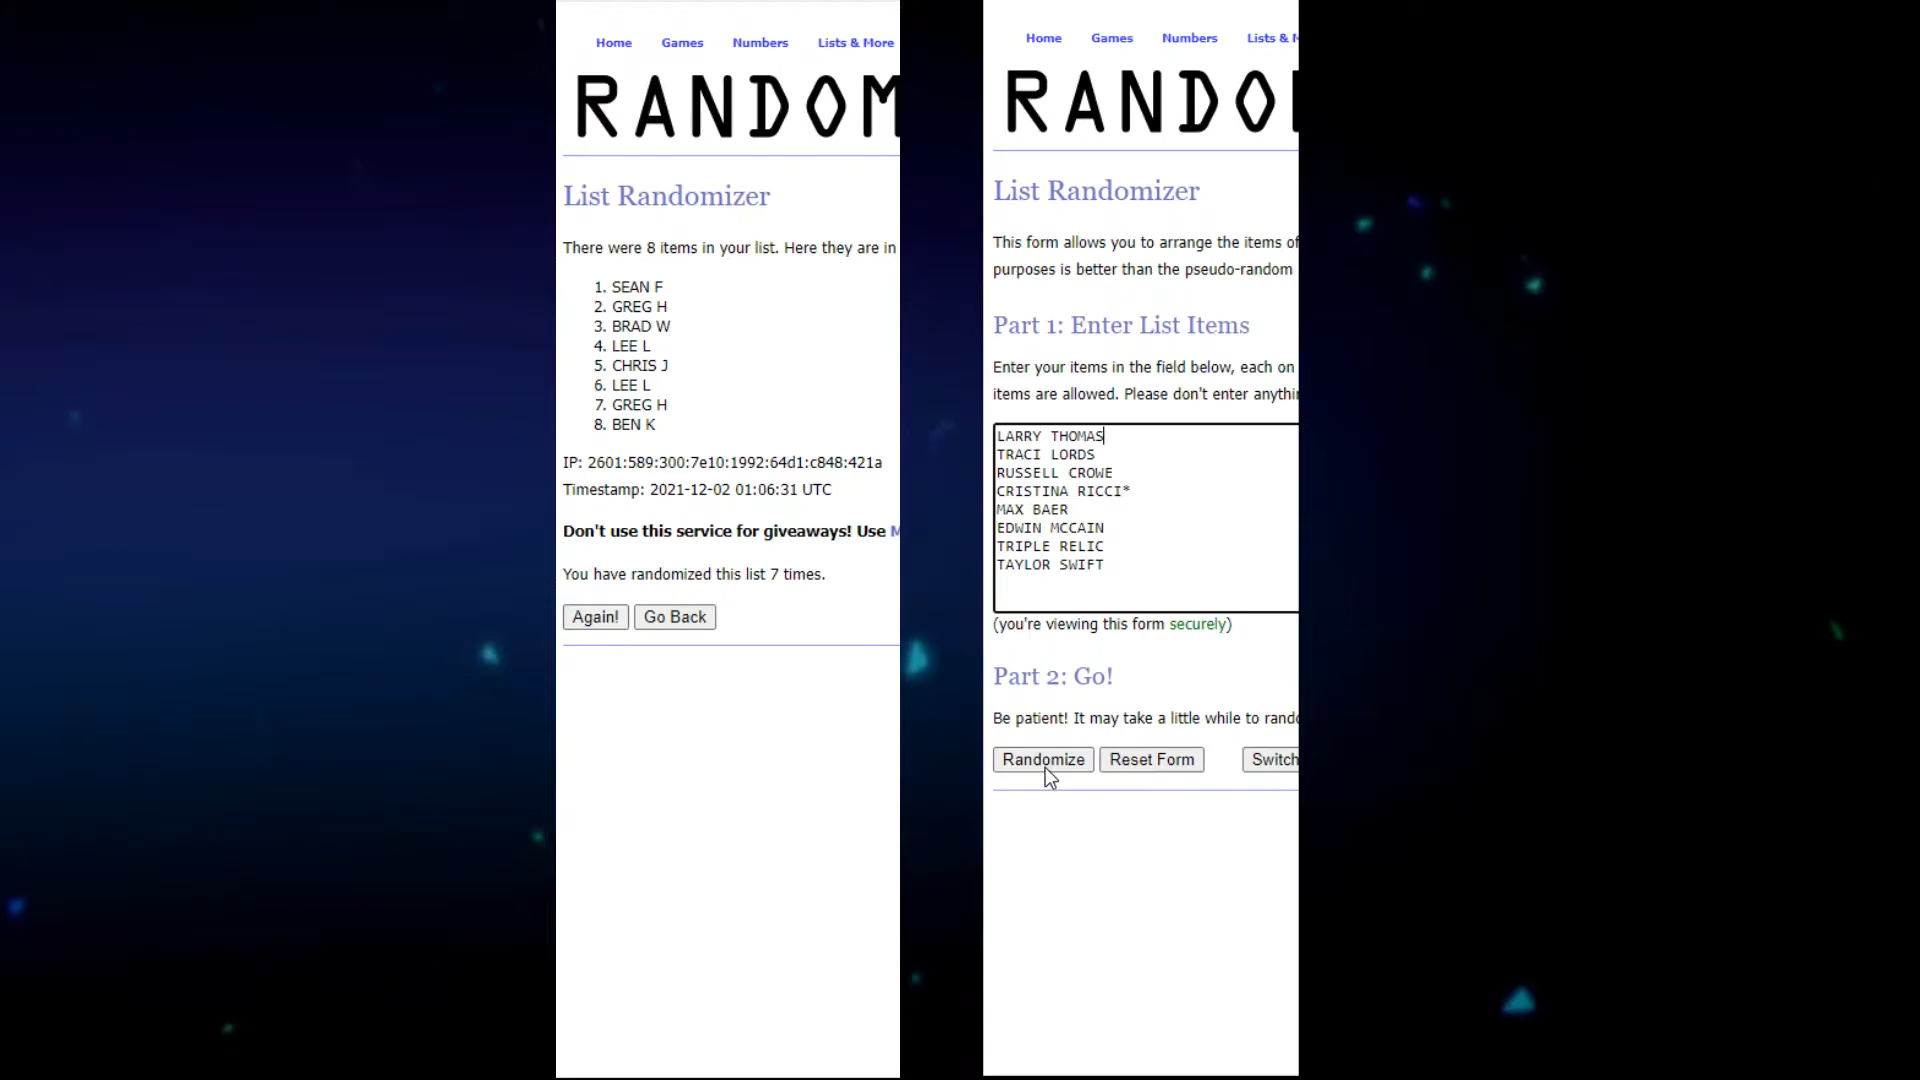 Home Games Numbers Lists & More
RANDOM
List Randomizer
There were 8 items in your list. Here they are in
1. SEAN F
2. GREG H
3. BRAD W
4. LEE L
5. CHRIS J
6. LEE L
7. GREG H
8. BEN K
IP: 2601:589:300:7e10:1992:64d1:c848:421a
Timestamp: 2021-12-02 01:06:31 UTC
Don't use this service for giveaways! Use M
You have randomized this list 7 times.
Again! Go Back
Home Games Numbers Lists & M
RANDO
List Randomizer
This form allows you to arrange the items of
purposes is better than the pseudo-random
Part 1: Enter List Items
Enter your items in the field below, each on
items are allowed. Please don't enter anythin
LARRY THOMAS
TRACI LORDS
RUSSELL CROWE
CRISTINA RICCI*
MAX BAER
EDWIN MCCAIN
TRIPLE RELIC
TAYLOR SWIFT
(you're viewing this form securely)
Part 2: Go!
Be patient! It may take a little while to rando
Randomize Reset Form Switch